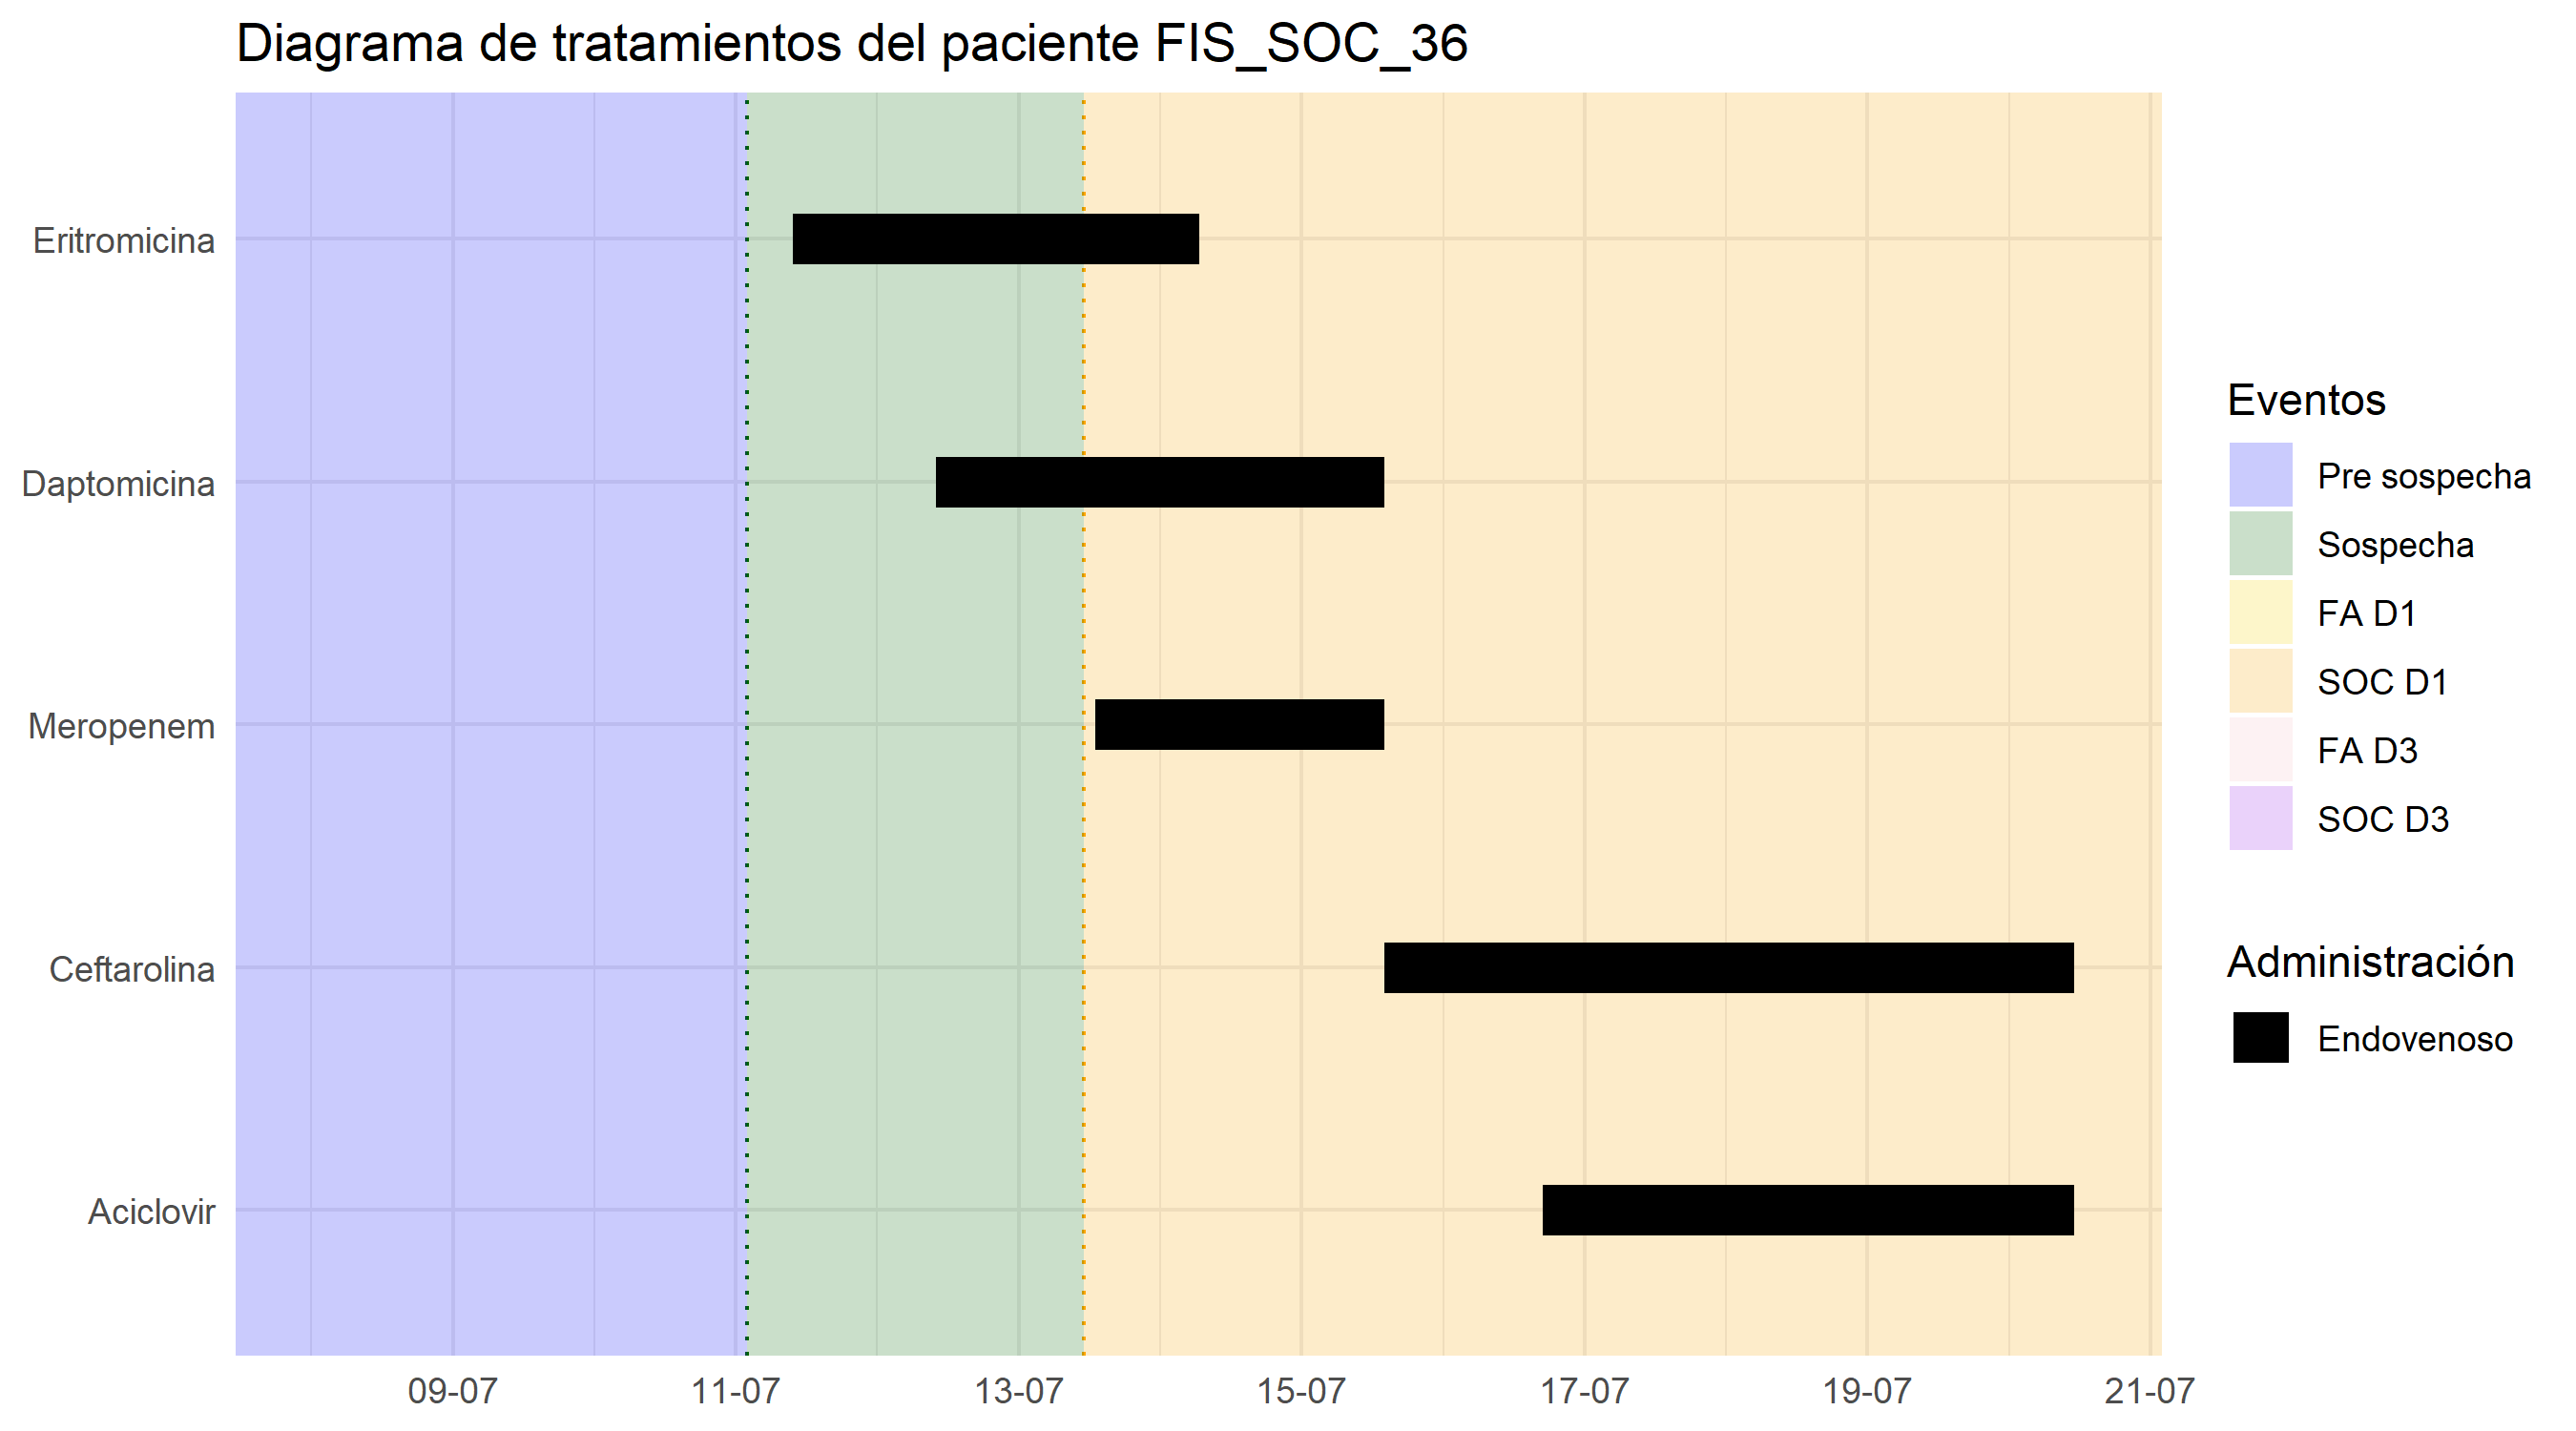 Diagrama de tratamientos del paciente FIS_SOC_36
Eritromicina
Daptomicina
Meropenem
Ceftarolina
Aciclovir
09-07
11-07
13-07
15-07
17-07
19-07
21-07
Eventos
Pre sospecha
Sospecha
FA D1
SOC D1
FA D3
SOC D3
Administración
Endovenoso